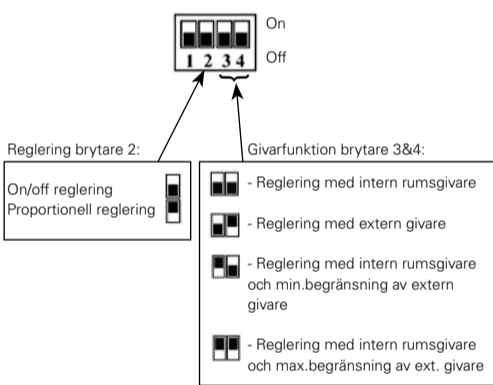 On
Off
1 2 3 4
Reglering brytare 2:
On/off reglering
Proportionell reglering
Givarfunktion brytare 3&4:
- Reglering med intern rumsgivare
- Reglering med extern givare
- Reglering med intern rumsgivare
och min.begränsning av extern
givare
- Reglering med intern rumsgivare
och max.begränsning av ext. givare